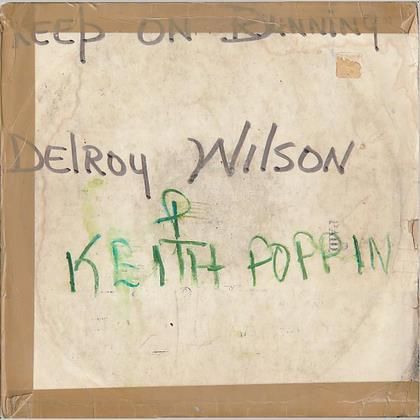 KEEP ON RUNNING
DElRoy WILSON
KEITH POPPIN